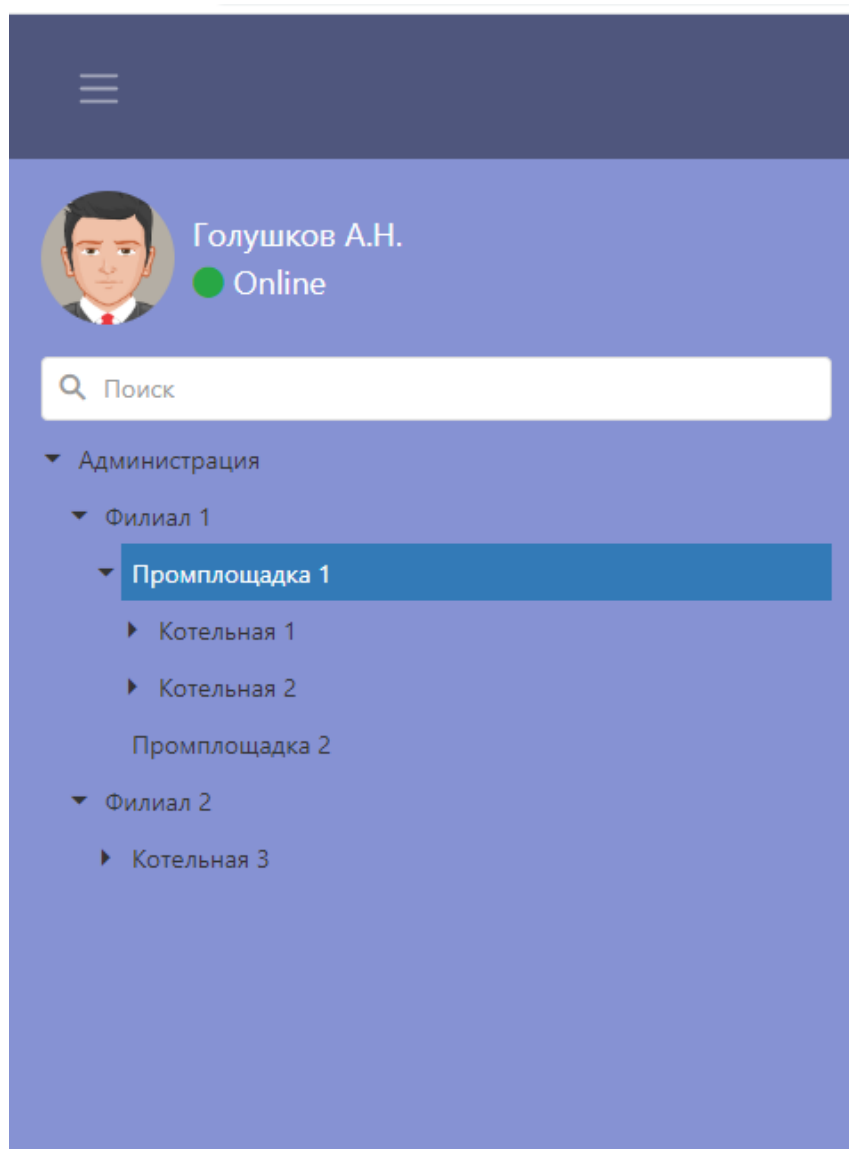 Голушков А.Н.
Online
Поиск
Администрация
Филиал 1
Промплощадка 1
Котельная 1
Котельная 2
Промплощадка 2
Филиал 2
Котельная 3